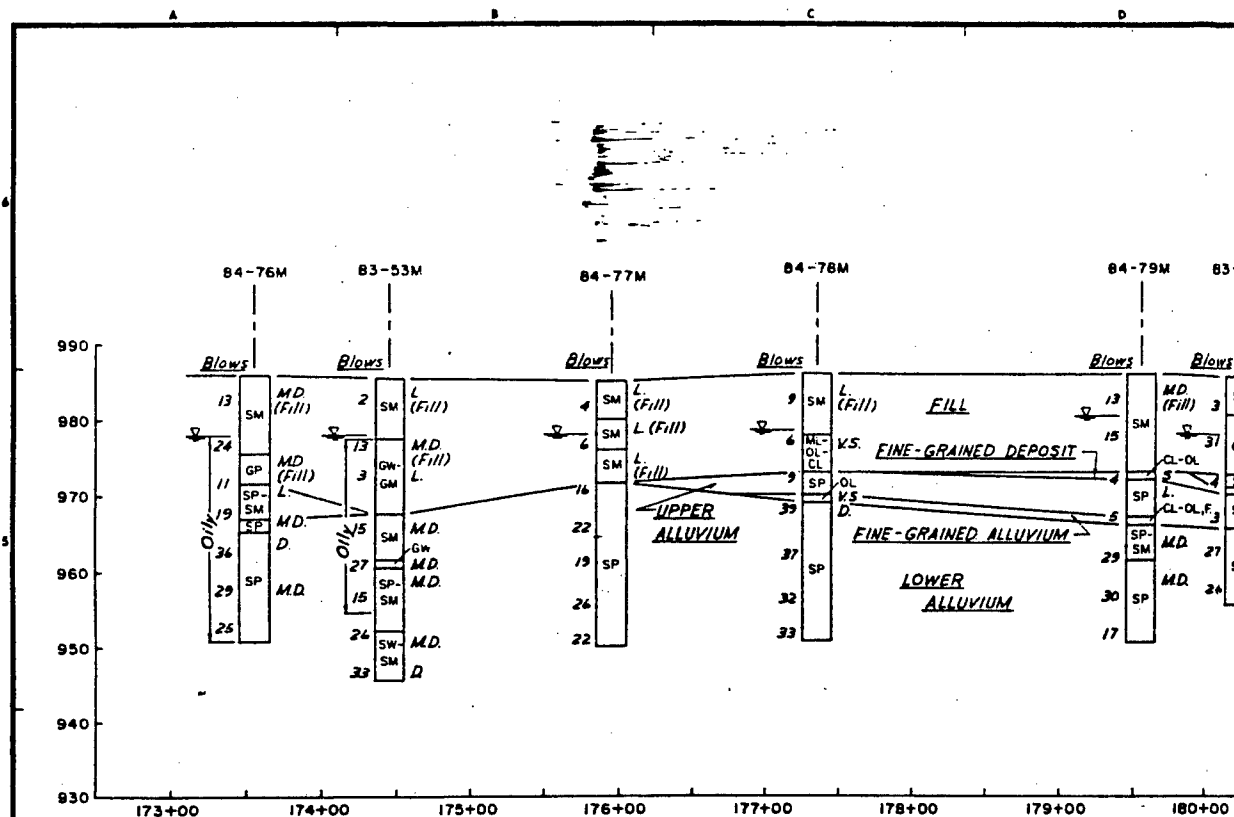 A B C D
6
84-76M 83-53M 84-77M 84-78M 84-79M 83-
990
980
970
960
950
940
930
5
Blows
13
24
11
19
36
29
25
SM
GP
SP-
SM
SP
SP
M.D.
(Fill)
M.D.
(Fill)
L.
M.D.
D.
M.D.
Oily
Blows
2
13
3
15
27
15
24
33
SM
GW-
GM
SM
GW
SP-
SM
SW-
SM
L
(Fill)
M.D.
(Fill)
L.
M.D.
M.D.
M.D.
M.D.
D.
Oily
Blows
4
6
16
22
19
26
22
SM
SM
SM
SP
L.
(Fill)
L. (Fill)
L.
(Fill)
UPPER
ALLUVIUM
Blows
9
6
9
39
37
32
33
SM
ML-
OL-
CL
SP
OL
SP
L.
(Fill)
V.S.
V.S
D.
FILL
FINE-GRAINED DEPOSIT
FINE-GRAINED ALLUVIUM
LOWER
ALLUVIUM
Blows
13
15
4
5
29
30
17
SM
SP
SP-
SM
SP
M.D.
(Fill)
CL-OL
S
L.
CL-OL, F.
M.D.
M.D.
Blows
3
31
4
3
27
26
173+00 174+00 175+00 176+00 177+00 178+00 179+00 180+00